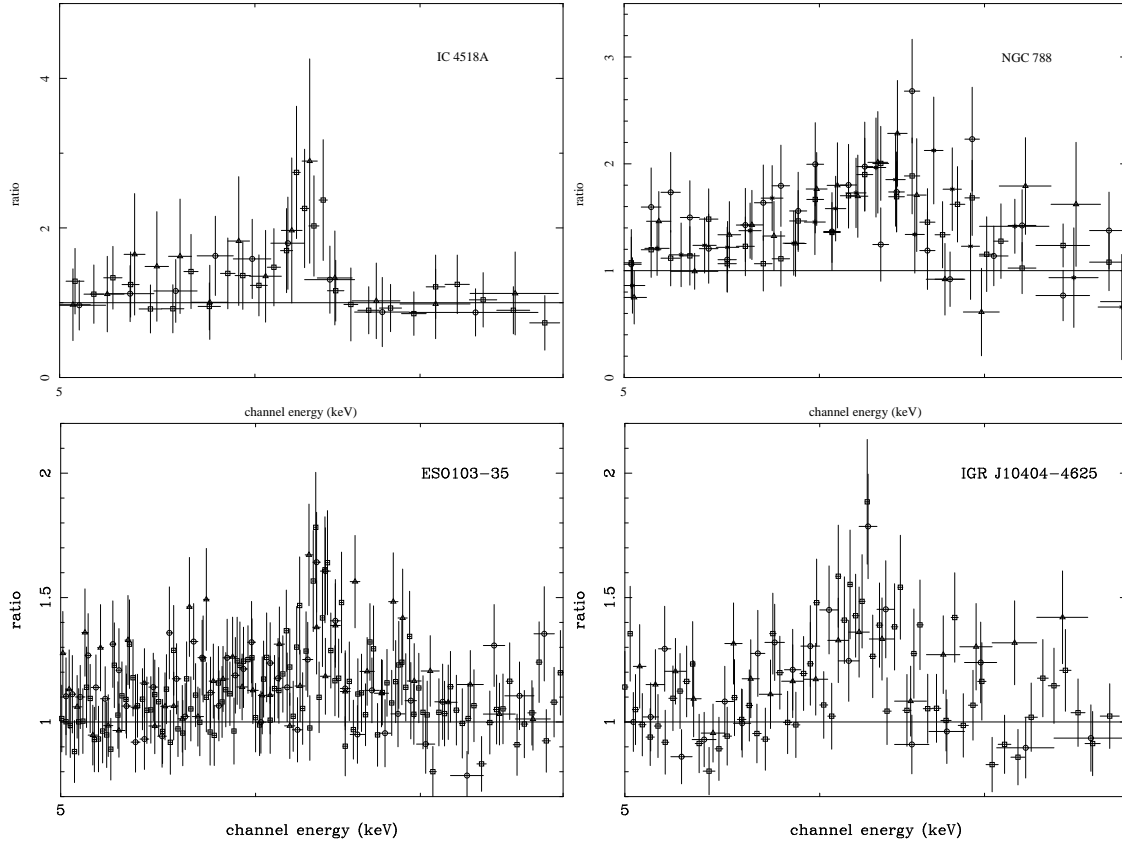 IC 4518A
4
2
0
ratio
5
channel energy (keV)
NGC 788
3
2
1
0
ratio
5
channel energy (keV)
ESO103-35
2
1.5
1
ratio
5
channel energy (keV)
IGR J10404-4625
2
1.5
1
ratio
5
channel energy (keV)